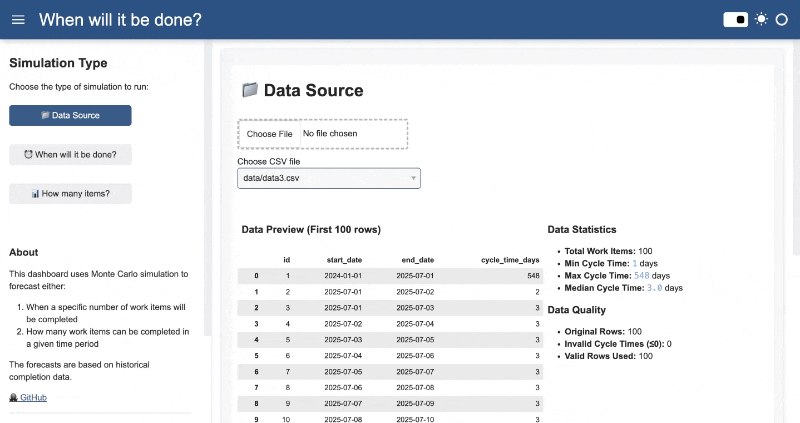 When will it be done?
Simulation Type
Choose the type of simulation to run:
📁 Data Source
⏰ When will it be done?
📊 How many items?
About
This dashboard uses Monte Carlo simulation to
forecast either:
1. When a specific number of work items will
be completed
2. How many work items can be completed in
a given time period
The forecasts are based on historical
completion data.
GitHub
📁 Data Source
Choose File No file chosen
Choose CSV file
data/data3.csv
Data Preview (First 100 rows)
id start_date end_date cycle_time_days
0 1 2024-01-01 2025-07-01 548
1 2 2025-07-01 2025-07-02 2
2 3 2025-07-01 2025-07-03 3
3 4 2025-07-02 2025-07-04 3
4 5 2025-07-03 2025-07-05 3
5 6 2025-07-04 2025-07-06 3
6 7 2025-07-05 2025-07-07 3
7 8 2025-07-06 2025-07-08 3
8 9 2025-07-07 2025-07-09 3
9 10 2025-07-08 2025-07-10 3
Data Statistics
• Total Work Items: 100
• Min Cycle Time: 1 days
• Max Cycle Time: 548 days
• Median Cycle Time: 3.0 days
Data Quality
• Original Rows: 100
• Invalid Cycle Times (≤0): 0
• Valid Rows Used: 100